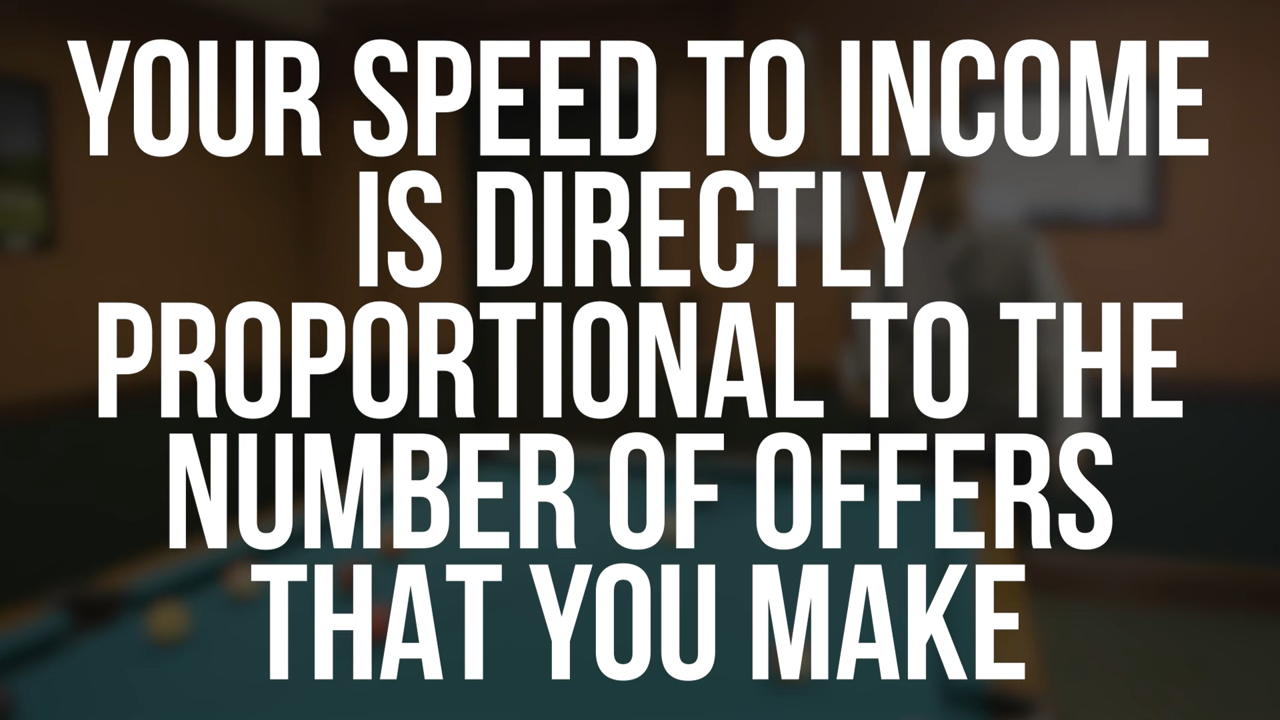 YOUR SPEED TO INCOME
IS DIRECTLY
PROPORTIONAL TO THE
NUMBER OF OFFERS
THAT YOU MAKE